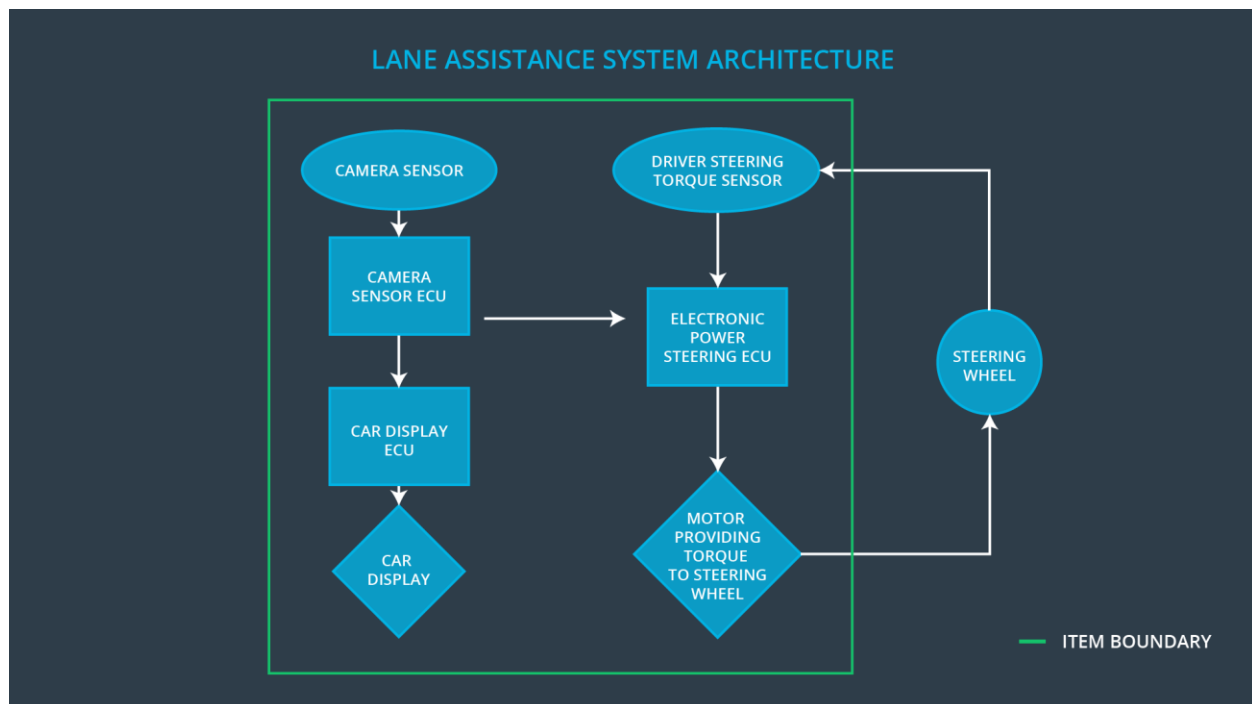 LANE ASSISTANCE SYSTEM ARCHITECTURE
CAMERA SENSOR
DRIVER STEERING
TORQUE SENSOR
CAMERA
SENSOR ECU
ELECTRONIC
POWER
STEERING ECU
STEERING
WHEEL
CAR DISPLAY
ECU
CAR
DISPLAY
MOTOR
PROVIDING
TORQUE
TO STEERING
WHEEL
ITEM BOUNDARY